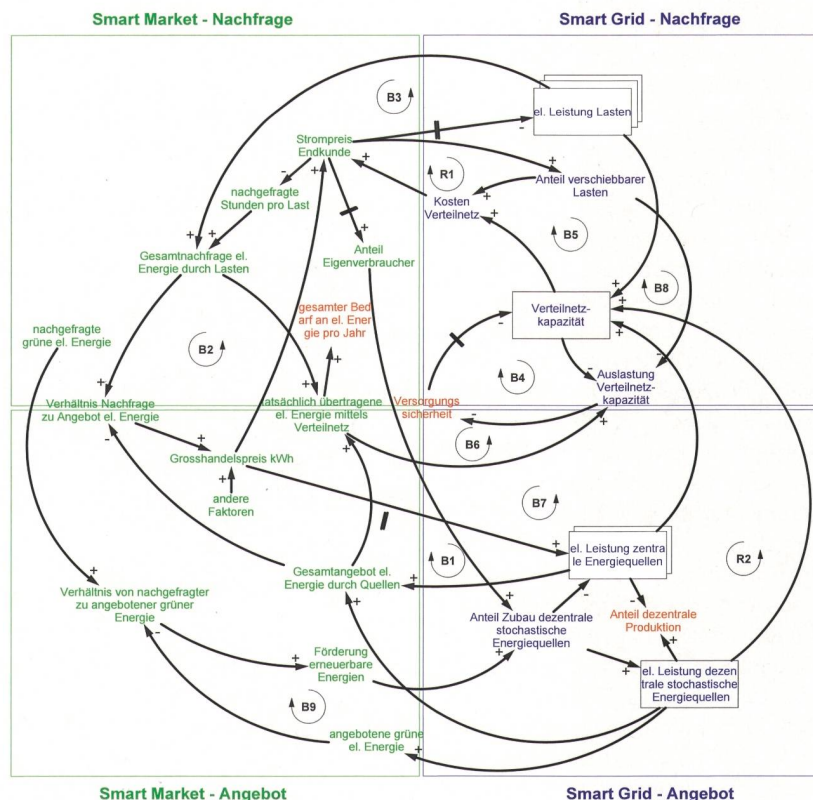 Smart Market - Nachfrage
Smart Grid - Nachfrage
B3
el. Leistung Lasten
-
Strompreis
Endkunde
+
-
+
+
R1
+
nachgefragte
Stunden pro Last
Anteil verschiebbarer
Lasten
+
Kosten
Verteilnetz
+
+
+
B5
Gesamtnachfrage el.
Energie durch Lasten
+
Anteil
Eigenverbraucher
+
B8
+
+
gesamter Bed
arf an el. Ener
gie pro Jahr
Verteilnetz-
kapazität
-
+
nachgefragte
grüne el. Energie
B2
+
B4
-
-
Auslastung
Verteilnetz-
kapazität
+
+
Verhältnis Nachfrage
zu Angebot el. Energie
-
tatsächlich übertragene
el. Energie mittels
Verteilnetz
+
Versorgungs
sicherheit
-
+
B6
+
Grosshandelspreis kWh
+
andere
Faktoren
B7
+
el. Leistung zentra
le Energiequellen
B1
R2
Gesamtangebot el.
Energie durch Quellen
+
+
+
Verhältnis von nachgefragter
zu angebotener grüner
Energie
-
+
-
-
Anteil dezentrale
Produktion
+
Anteil Zubau dezentrale
stochastische
Energiequellen
+
+
Förderung
erneuerbare
Energien
+
el. Leistung dezen
trale stochastische
Energiequellen
B9
angebotene grüne
el. Energie
+
Smart Market - Angebot
Smart Grid - Angebot